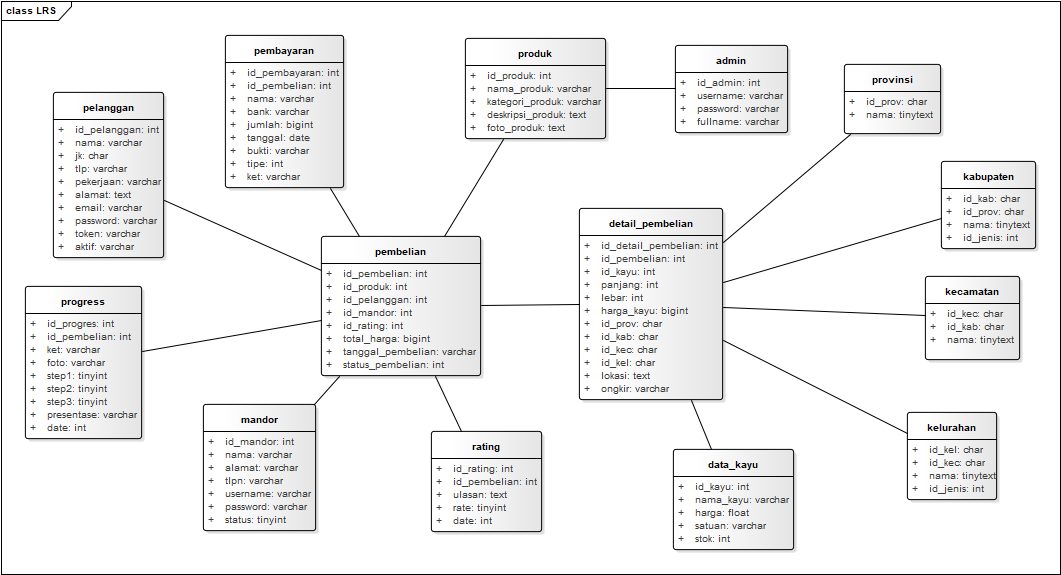 class LRS
pelanggan
+ id_pelanggan: int
+ nama: varchar
+ jk: char
+ tlp: varchar
+ pekerjaan: varchar
+ alamat: text
+ email: varchar
+ password: varchar
+ token: varchar
+ aktif: varchar
pembayaran
+ id_pembayaran: int
+ id_pembelian: int
+ nama: varchar
+ bank: varchar
+ jumlah: bigint
+ tanggal: date
+ bukti: varchar
+ tipe: int
+ ket: varchar
produk
+ id_produk: int
+ nama_produk: varchar
+ kategori_produk: varchar
+ deskripsi_produk: text
+ foto_produk: text
admin
+ id_admin: int
+ username: varchar
+ password: varchar
+ fullname: varchar
provinsi
+ id_prov: char
+ nama: tinytext
kabupaten
+ id_kab: char
+ id_prov: char
+ nama: tinytext
+ id_jenis: int
pembelian
+ id_pembelian: int
+ id_produk: int
+ id_pelanggan: int
+ id_mandor: int
+ id_rating: int
+ total_harga: bigint
+ tanggal_pembelian: varchar
+ status_pembelian: int
detail_pembelian
+ id_detail_pembelian: int
+ id_pembelian: int
+ id_kayu: int
+ panjang: int
+ lebar: int
+ harga_kayu: bigint
+ id_prov: char
+ id_kab: char
+ id_kec: char
+ id_kel: char
+ lokasi: text
+ ongkir: varchar
kecamatan
+ id_kec: char
+ id_kab: char
+ nama: tinytext
progress
+ id_progres: int
+ id_pembelian: int
+ ket: varchar
+ foto: varchar
+ step1: tinyint
+ step2: tinyint
+ step3: tinyint
+ presentase: varchar
+ date: int
mandor
+ id_mandor: int
+ nama: varchar
+ alamat: varchar
+ tlpn: varchar
+ username: varchar
+ password: varchar
+ status: tinyint
rating
+ id_rating: int
+ id_pembelian: int
+ ulasan: text
+ rate: tinyint
+ date: int
data_kayu
+ id_kayu: int
+ nama_kayu: varchar
+ harga: float
+ satuan: varchar
+ stok: int
kelurahan
+ id_kel: char
+ id_kec: char
+ nama: tinytext
+ id_jenis: int